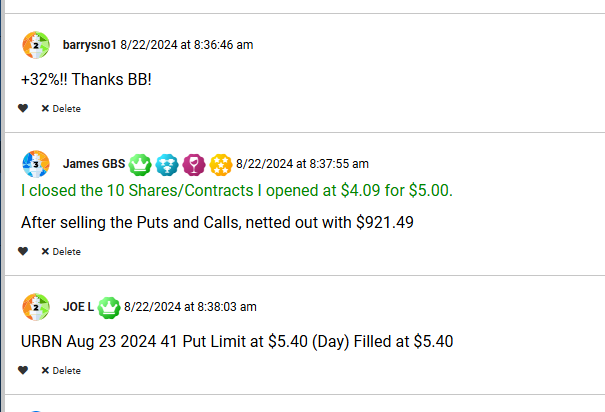 2
barrysno1 8/22/2024 at 8:36:46 am
+32%!! Thanks BB!
Delete
3
James GBS 8/22/2024 at 8:37:55 am
I closed the 10 Shares/Contracts I opened at $4.09 for $5.00.
After selling the Puts and Calls, netted out with $921.49
Delete
2
JOE L 8/22/2024 at 8:38:03 am
URBN Aug 23 2024 41 Put Limit at $5.40 (Day) Filled at $5.40
Delete